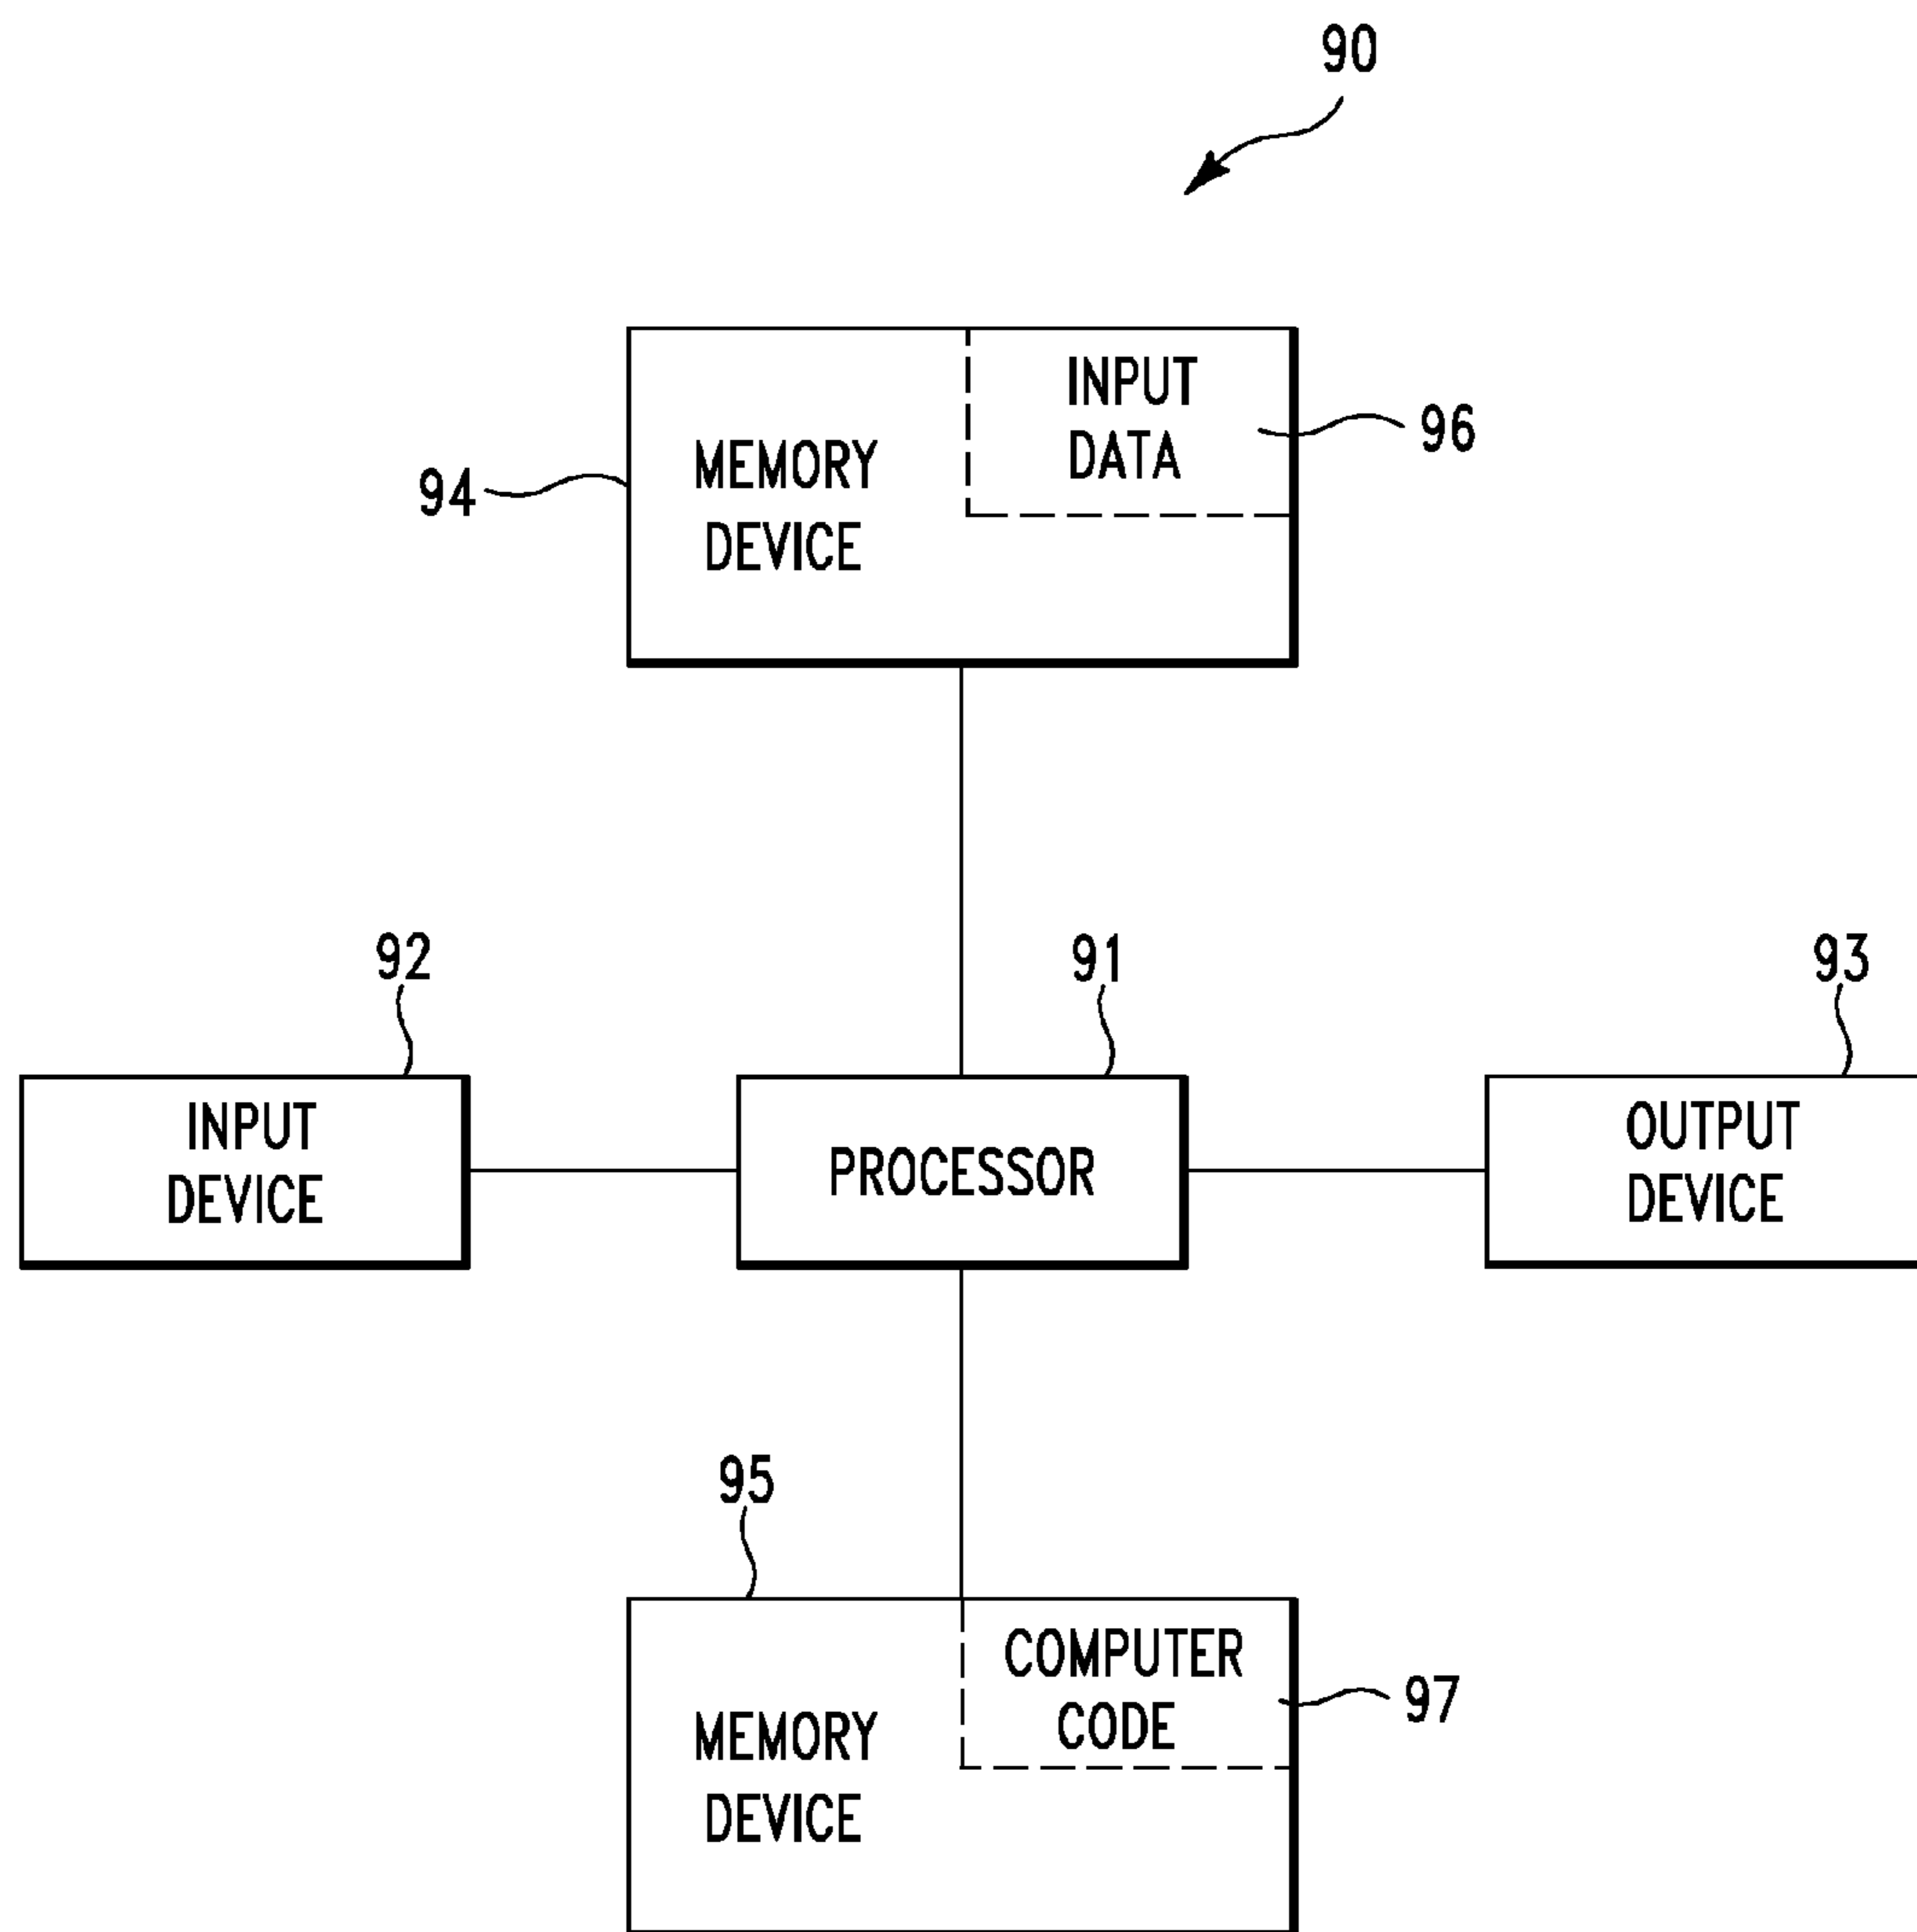 90
INPUT
DATA
96
MEMORY
DEVICE
94
92
91
93
INPUT
DEVICE
PROCESSOR
OUTPUT
DEVICE
95
COMPUTER
CODE
97
MEMORY
DEVICE